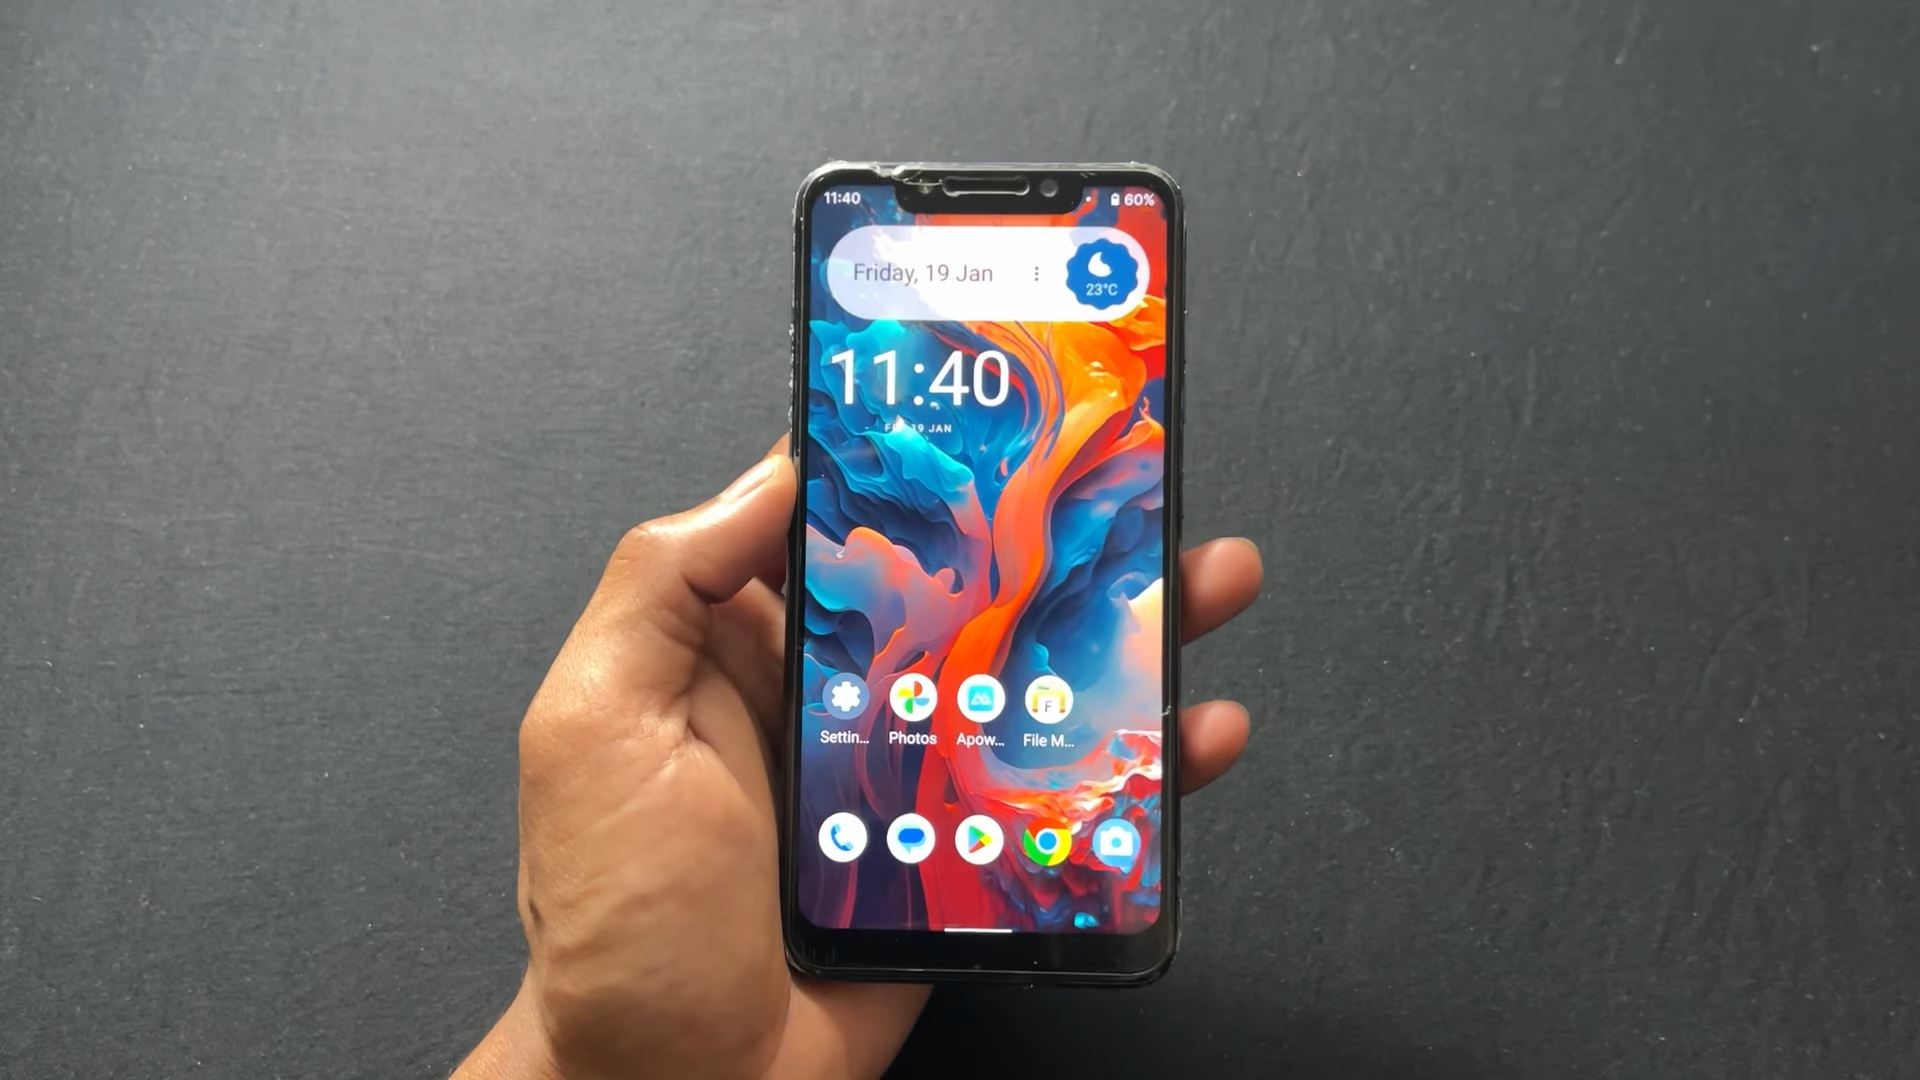 11:40
60%
Friday, 19 Jan
23°C
11:40
19 JAN
Settin...
Photos
Apow...
File M...
F